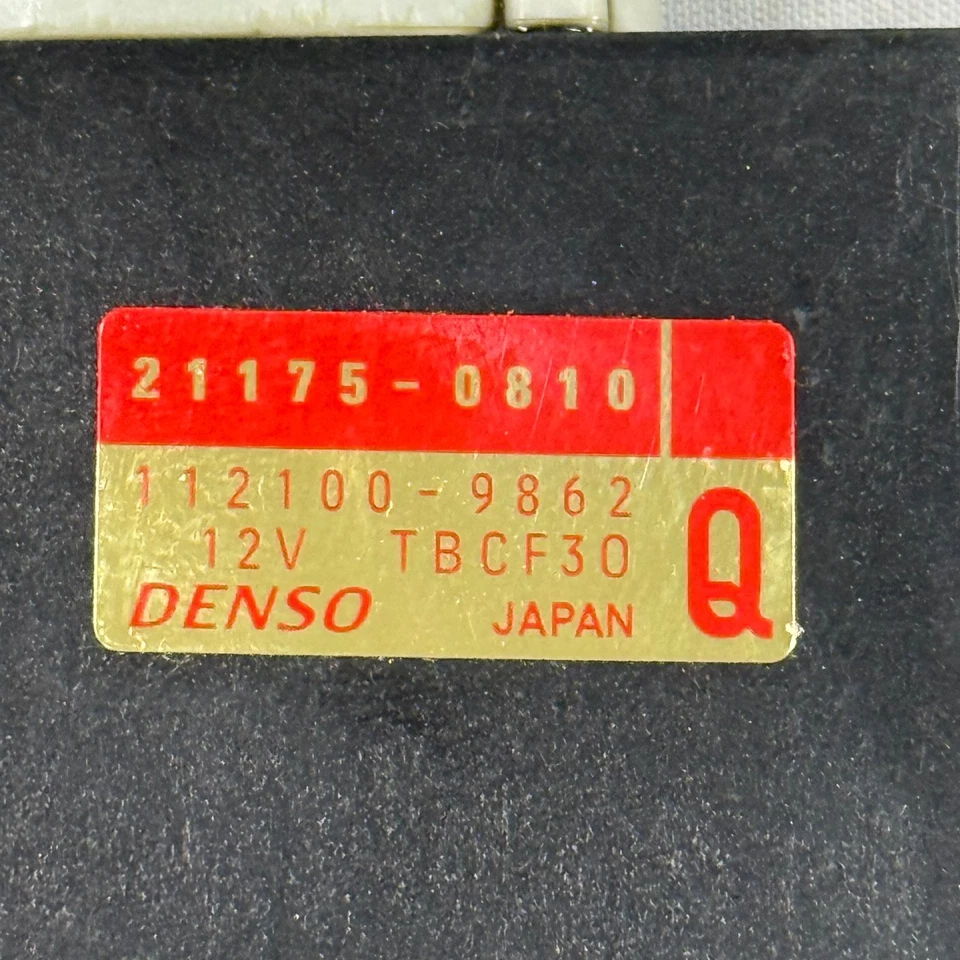 21175-0810
112100-9862
12V TBCF30
DENSO JAPAN
Q